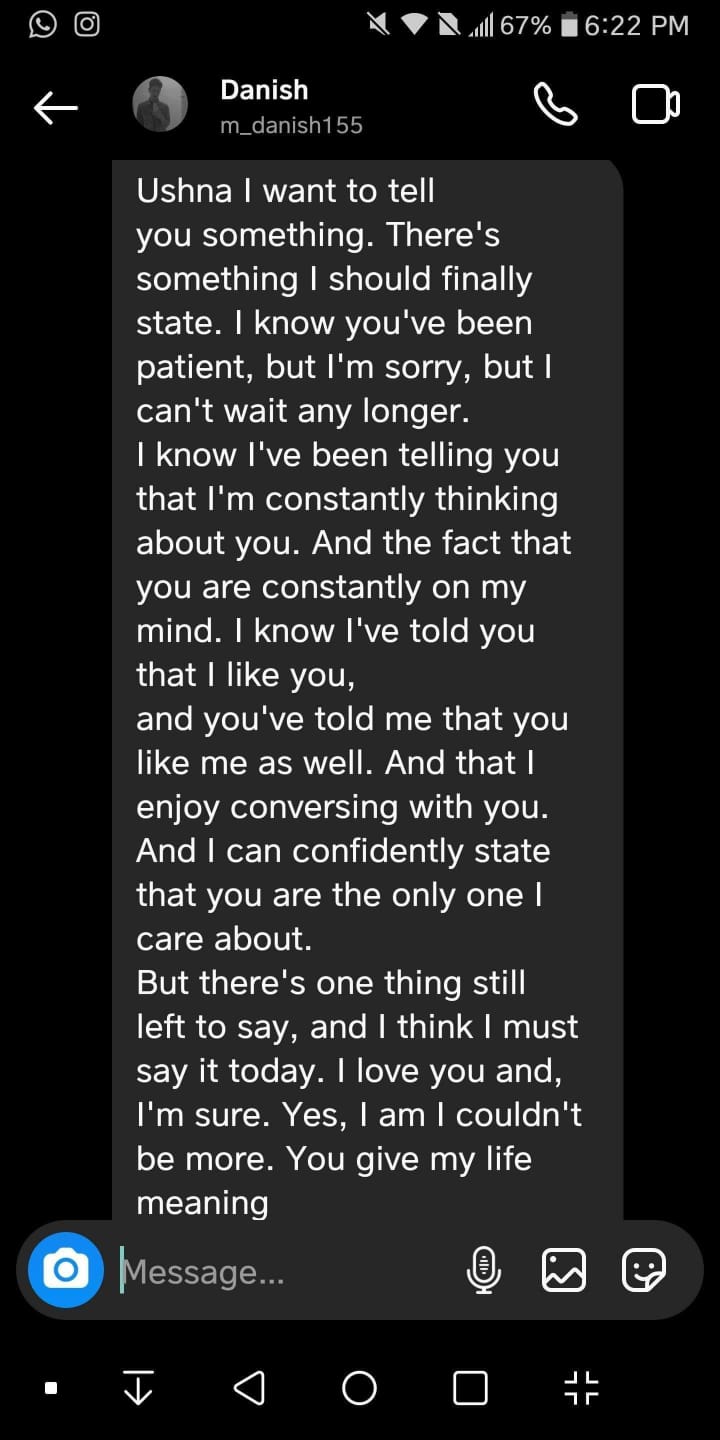 67% 6:22 PM
Danish
m_danish155
Ushna I want to tell
you something. There's
something I should finally
state. I know you've been
patient, but I'm sorry, but I
can't wait any longer.
I know I've been telling you
that I'm constantly thinking
about you. And the fact that
you are constantly on my
mind. I know I've told you
that I like you,
and you've told me that you
like me as well. And that I
enjoy conversing with you.
And I can confidently state
that you are the only one I
care about.
But there's one thing still
left to say, and I think I must
say it today. I love you and,
I'm sure. Yes, I am I couldn't
be more. You give my life
meaning
Message...